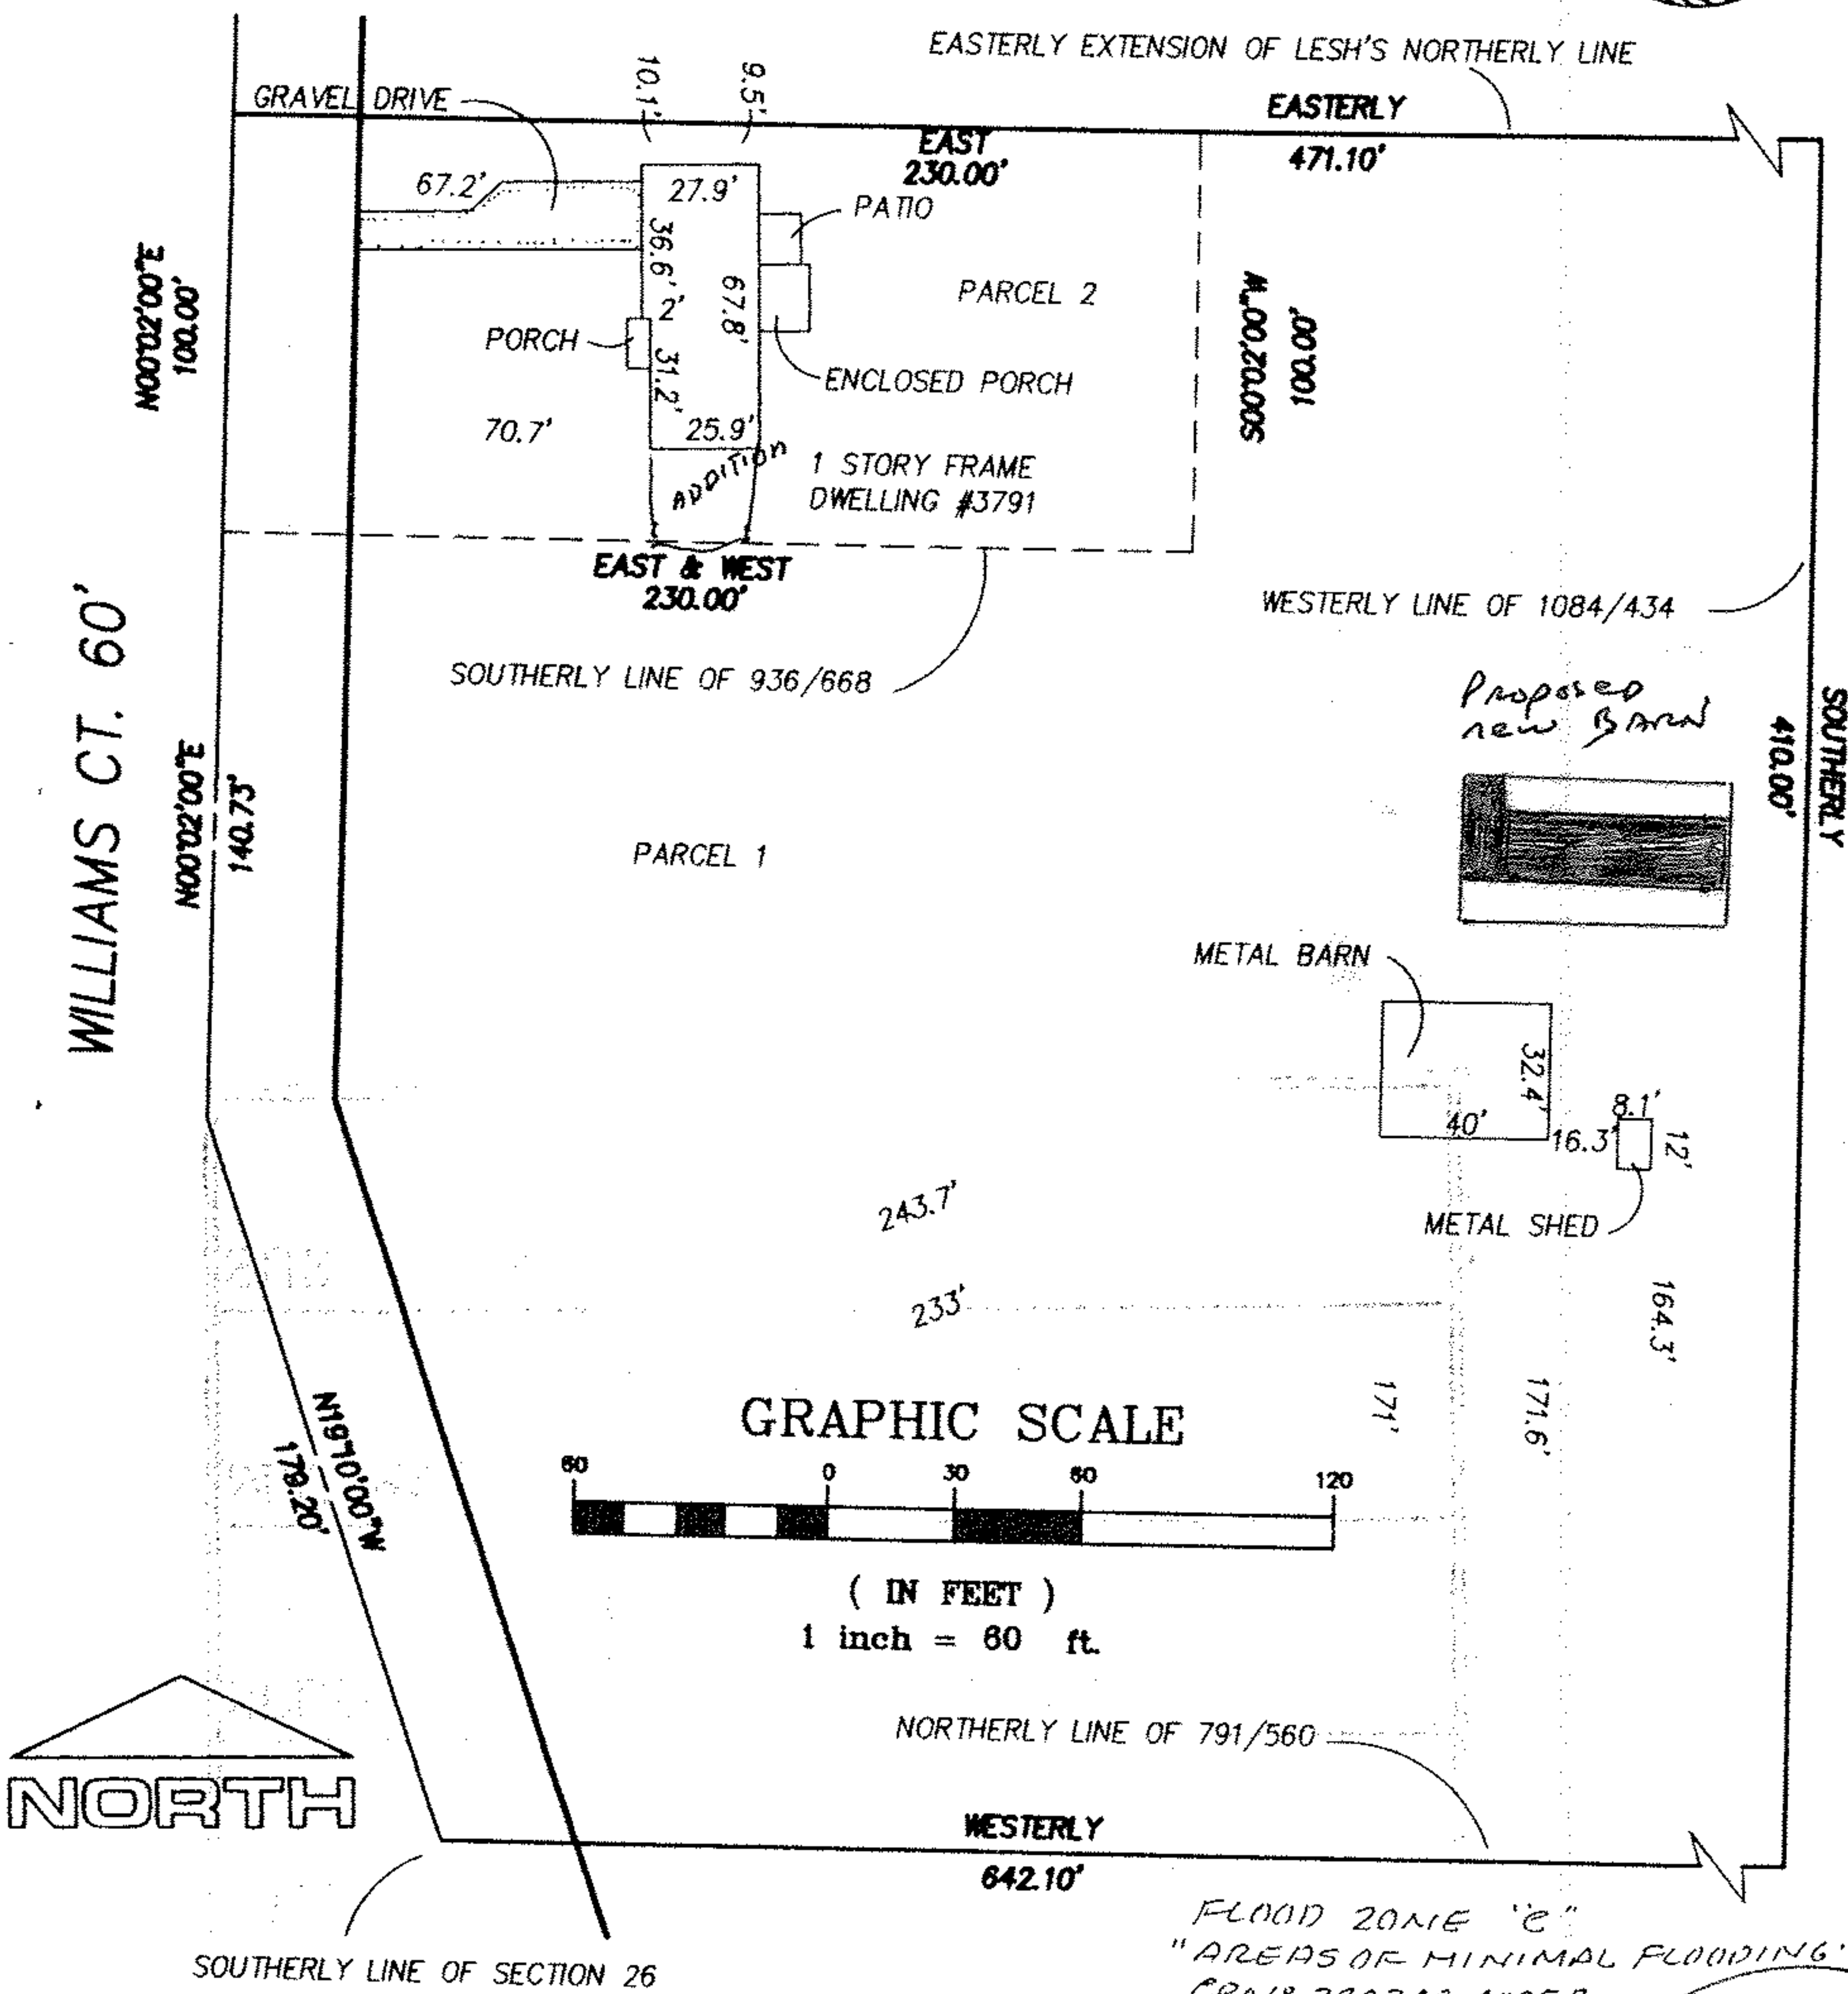 EASTERLY EXTENSION OF LESH'S NORTHERLY LINE
GRAVEL DRIVE
10.1'
9.5'
EASTERLY
471.10'
EAST
230.00'
67.2'
27.9'
PATIO
36.6'
2'
67.8'
PARCEL 2
N00°02'00"E
100.00'
S00°02'00"W
100.00'
PORCH
31.2'
ENCLOSED PORCH
70.7'
25.9'
ADDITION
1 STORY FRAME
DWELLING #3791
EAST & WEST
230.00'
WESTERLY LINE OF 1084/434
SOUTHERLY LINE OF 936/668
WILLIAMS CT. 60'
Proposed
new BARN
SOUTHERLY
410.00'
N00°02'00"E
140.73'
PARCEL 1
METAL BARN
32.4'
40'
16.3'
8.1'
12'
METAL SHED
243.7'
233'
164.3'
171'
171.6'
N19°10'00"W
179.20'
GRAPHIC SCALE
60 0 30 60 120
( IN FEET )
1 inch = 60 ft.
NORTHERLY LINE OF 791/560
NORTH
WESTERLY
642.10'
SOUTHERLY LINE OF SECTION 26
FLOOD ZONE "C"
"AREAS OF MINIMAL FLOODING"